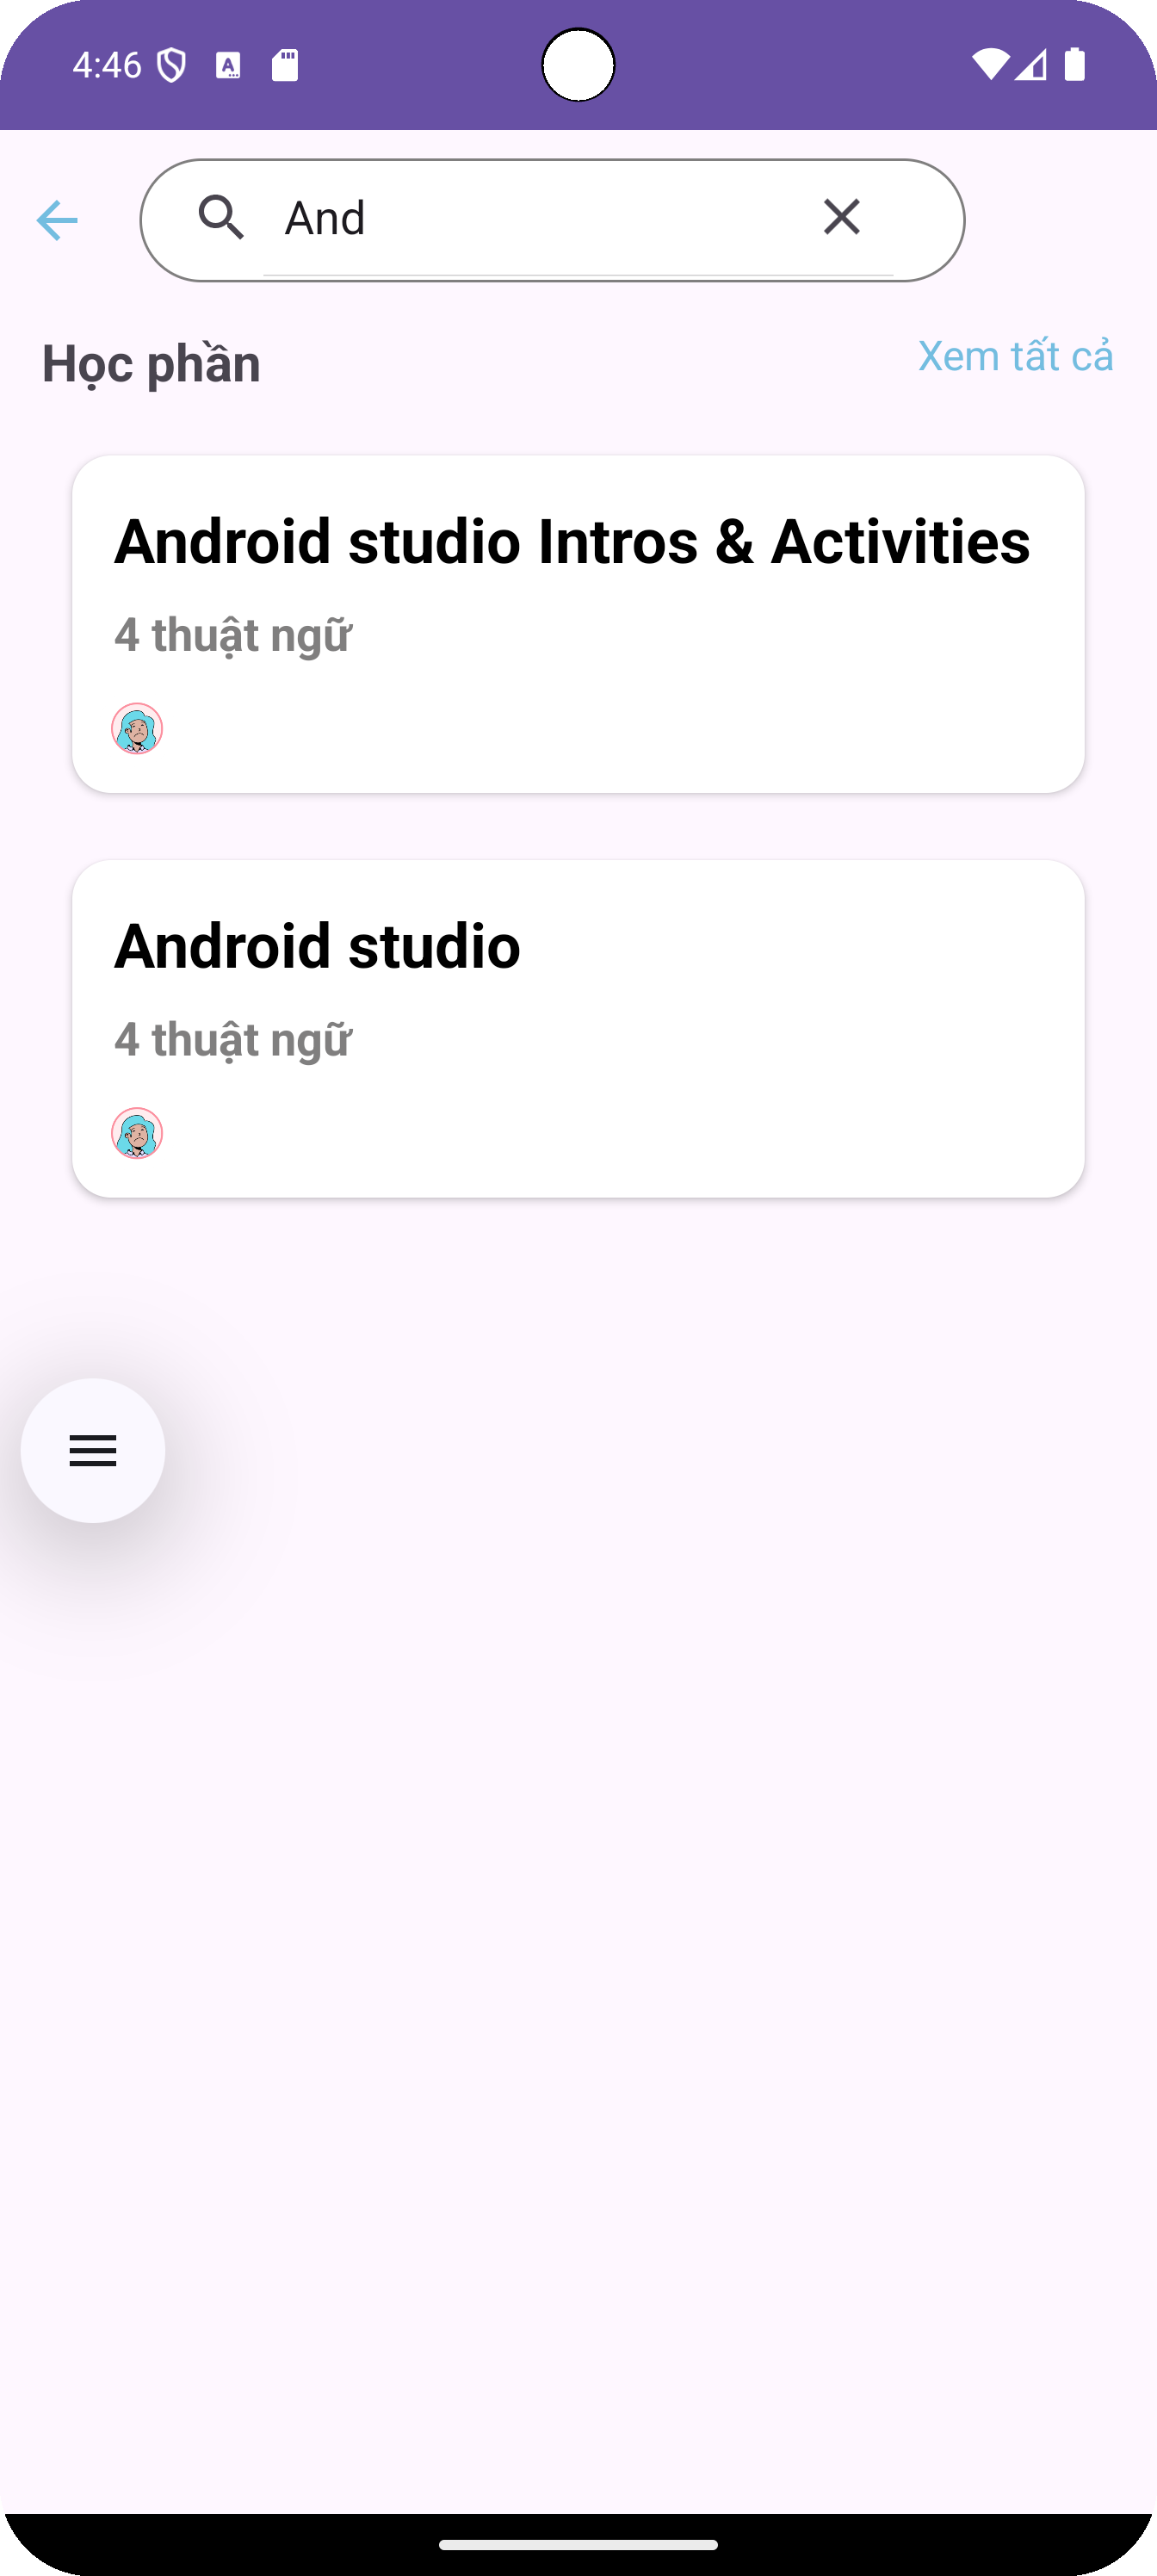 4:46
And
Học phần
Xem tất cả
Android studio Intros & Activities
4 thuật ngữ
Android studio
4 thuật ngữ